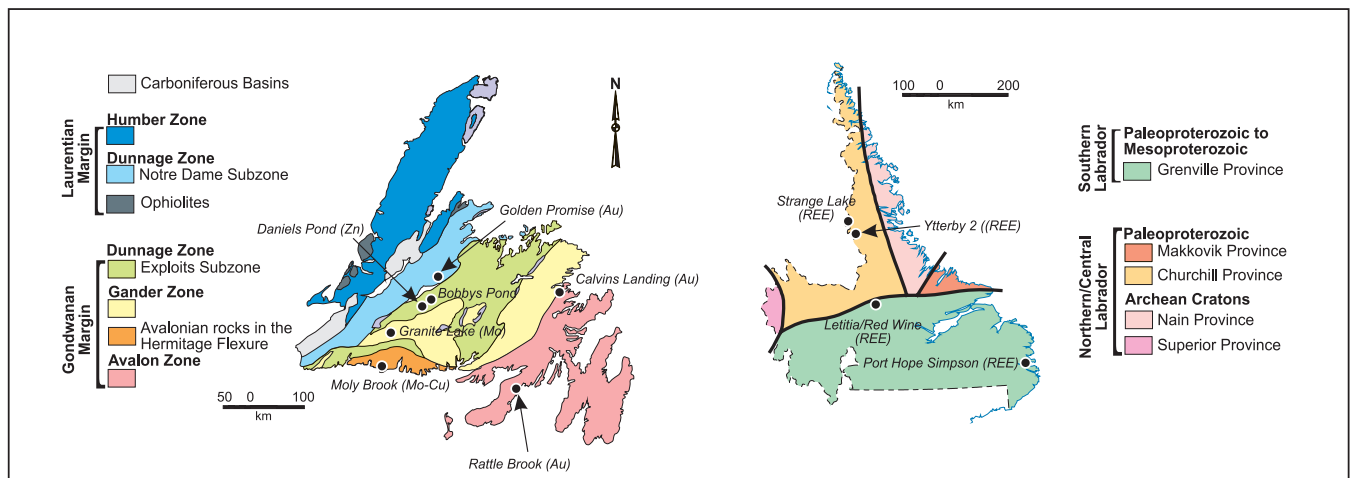 Carboniferous Basins
Laurentian
Margin
Humber Zone
Dunnage Zone
Notre Dame Subzone
Ophiolites
Gondwanan
Margin
Dunnage Zone
Exploits Subzone
Gander Zone
Avalonian rocks in the
Hermitage Flexure
Avalon Zone
N
Daniels Pond (Zn)
Golden Promise (Au)
Calvins Landing (Au)
Bobbys Pond
Granite Lake (Mo)
Moly Brook (Mo-Cu)
Rattle Brook (Au)
50 0 100
km
100 0 200
km
Strange Lake
(REE)
Ytterby 2 ((REE)
Letitia/Red Wine
(REE)
Port Hope Simpson (REE)
Southern
Labrador
Paleoproterozoic to
Mesoproterozoic
Grenville Province
Northern/Central
Labrador
Paleoproterozoic
Makkovik Province
Churchill Province
Archean Cratons
Nain Province
Superior Province